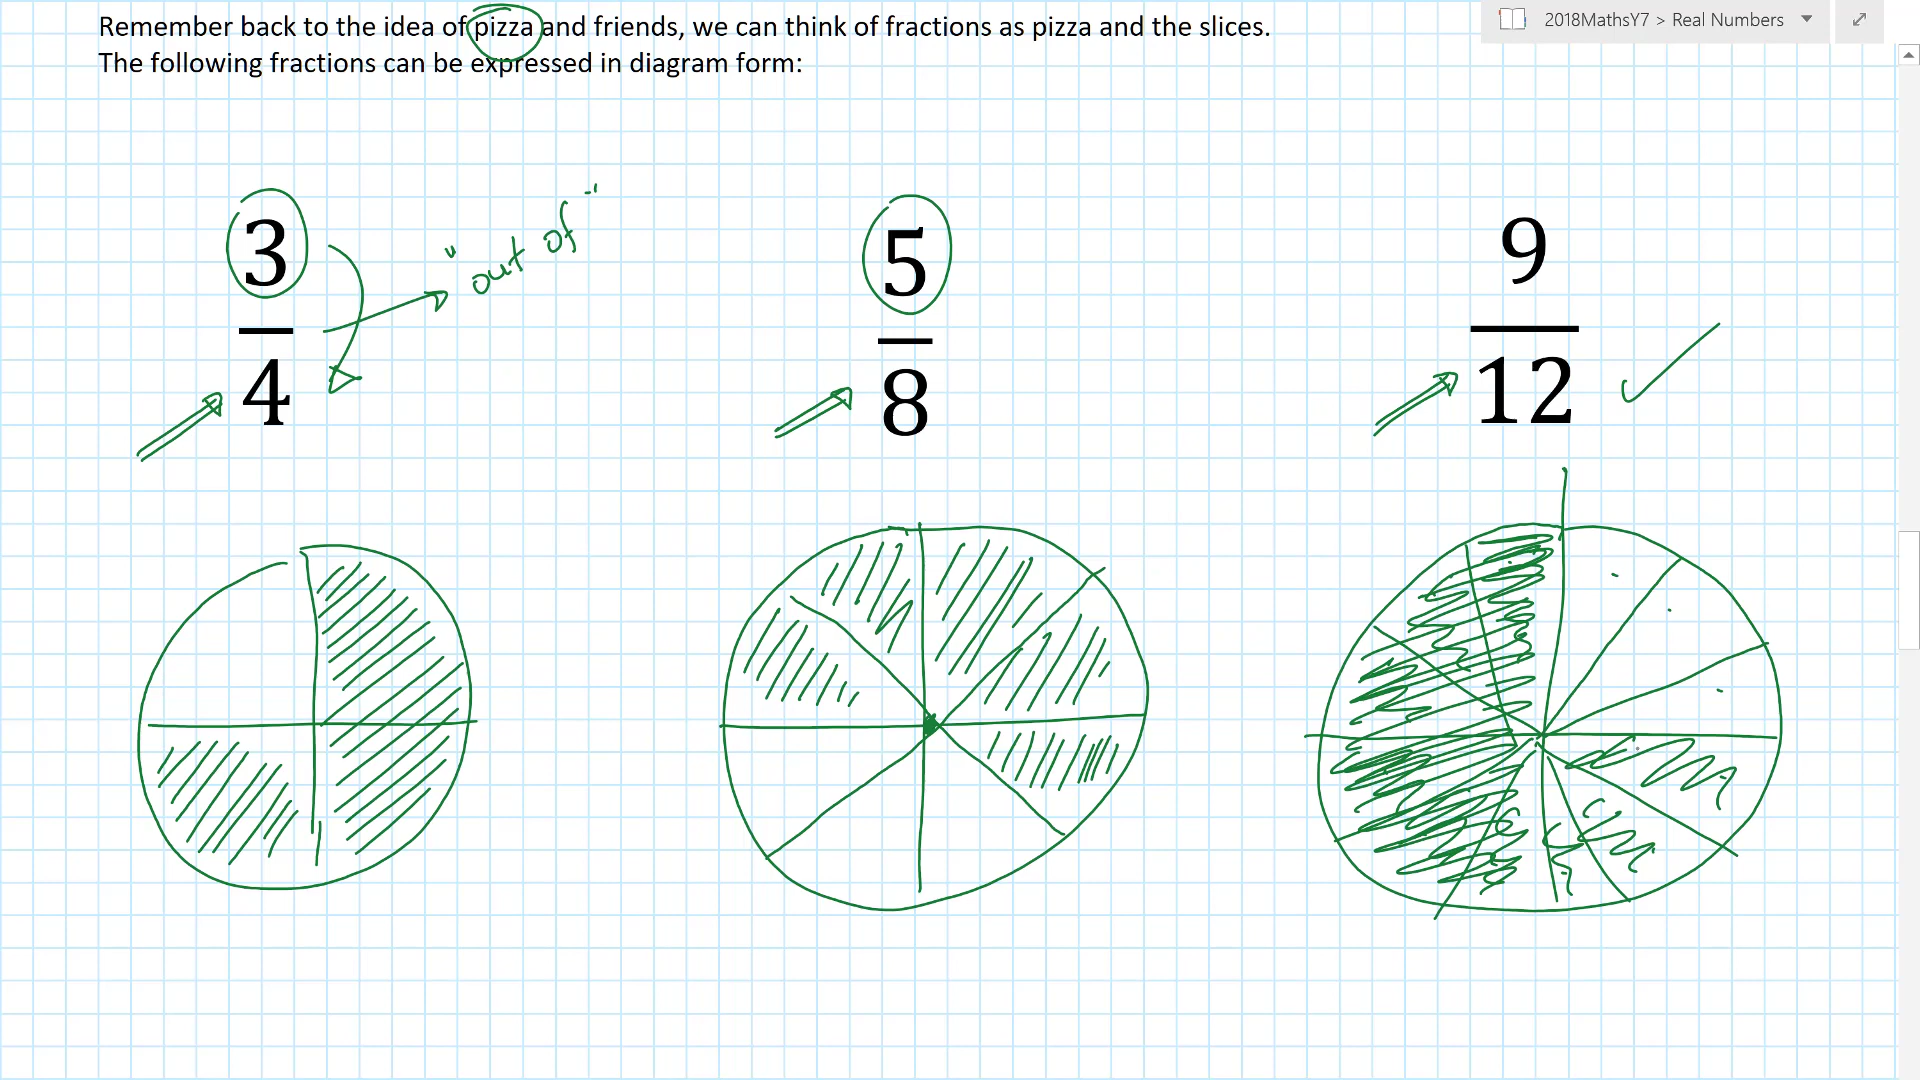 Remember back to the idea of pizza and friends, we can think of fractions as pizza and the slices.
2018MathsY7 > Real Numbers
The following fractions can be expressed in diagram form:
3
4
"out of"
5
8
9
12